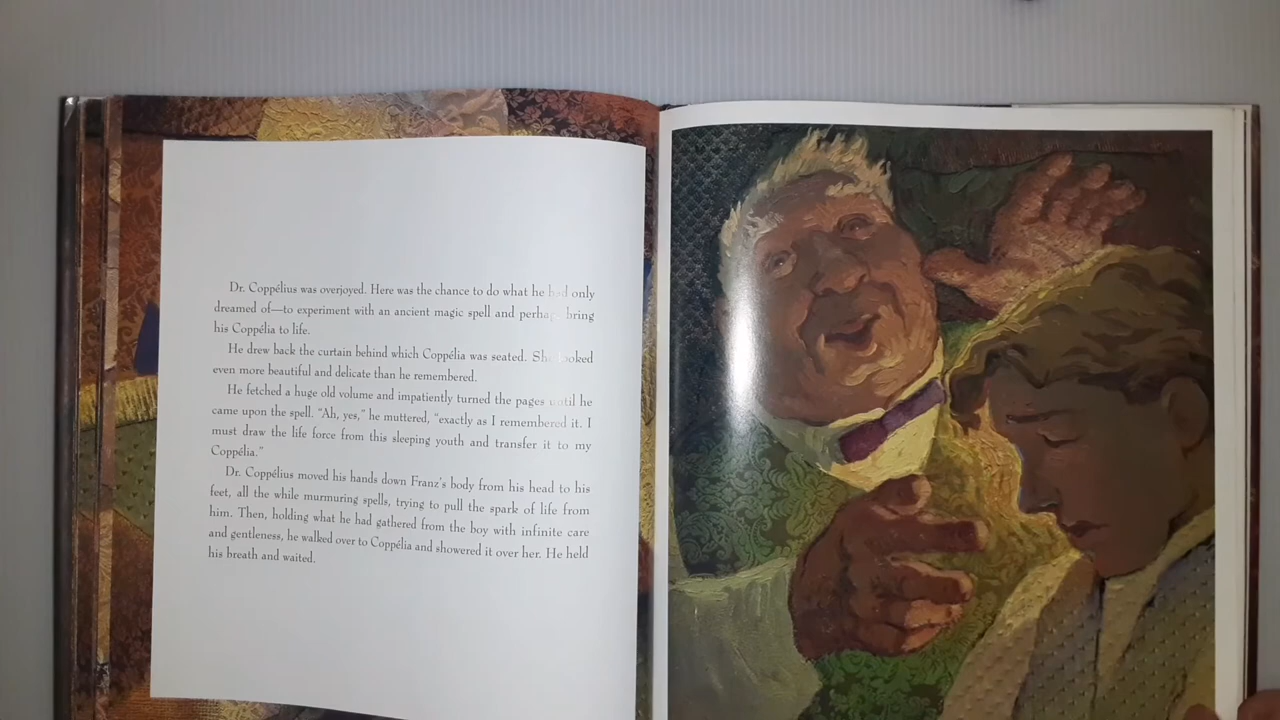 Dr. Coppélius was overjoyed. Here was the chance to do what he had only
dreamed of—to experiment with an ancient magic spell and perhaps bring
his Coppélia to life.
He drew back the curtain behind which Coppélia was seated. She looked
even more beautiful and delicate than he remembered.
He fetched a huge old volume and impatiently turned the pages until he
came upon the spell. “Ah, yes,” he muttered, “exactly as I remembered it. I
must draw the life force from this sleeping youth and transfer it to my
Coppélia.”
Dr. Coppélius moved his hands down Franz’s body from his head to his
feet, all the while murmuring spells, trying to pull the spark of life from
him. Then, holding what he had gathered from the boy with infinite care
and gentleness, he walked over to Coppélia and showered it over her. He held
his breath and waited.